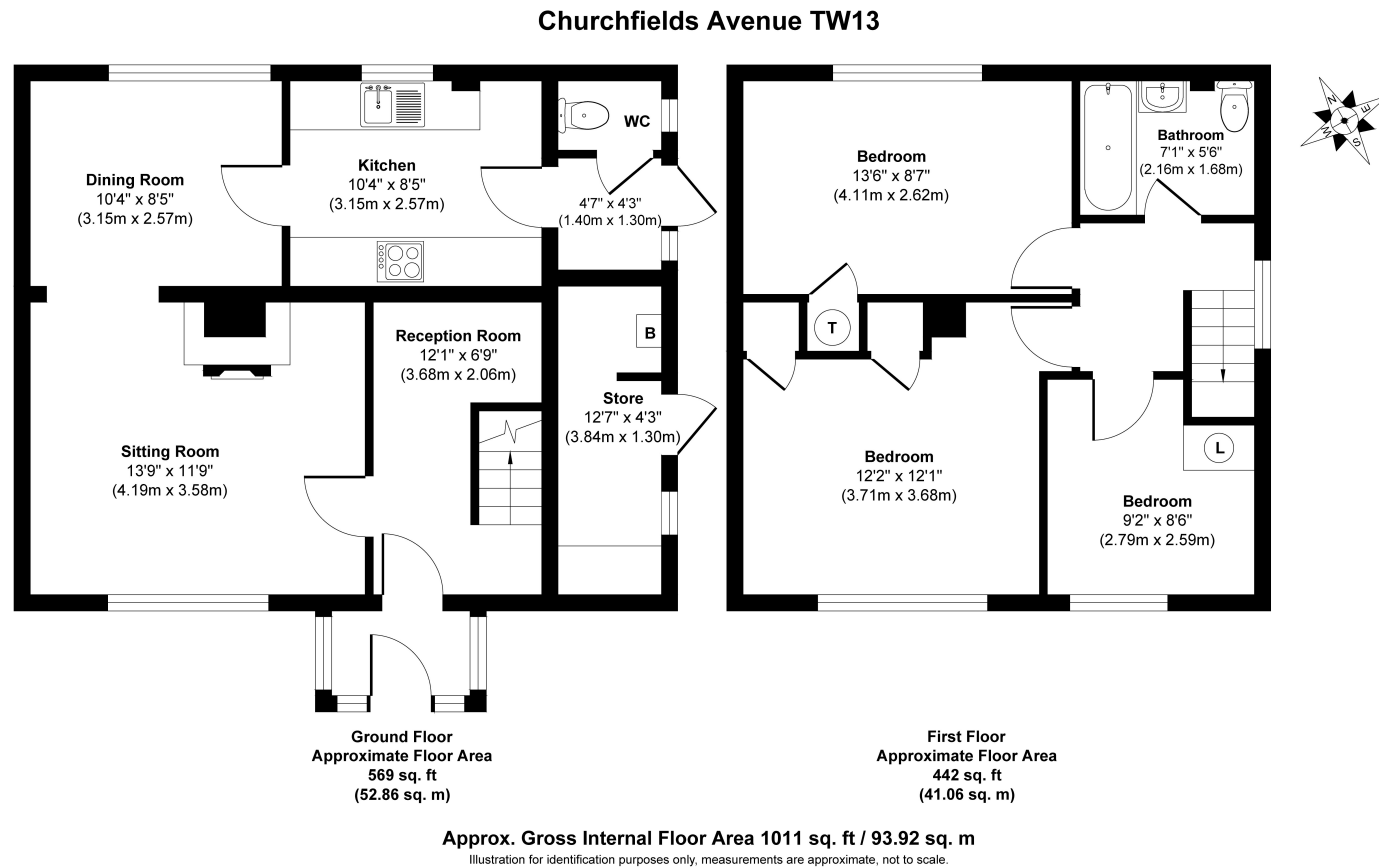 Churchfields Avenue TW13
Dining Room
10'4" x 8'5"
(3.15m x 2.57m)
Kitchen
10'4" x 8'5"
(3.15m x 2.57m)
WC
4'7" x 4'3"
(1.40m x 1.30m)
Reception Room
12'1" x 6'9"
(3.68m x 2.06m)
B
Store
12'7" x 4'3"
(3.84m x 1.30m)
Sitting Room
13'9" x 11'9"
(4.19m x 3.58m)
Ground Floor
Approximate Floor Area
569 sq. ft
(52.86 sq. m)
Bedroom
13'6" x 8'7"
(4.11m x 2.62m)
Bathroom
7'1" x 5'6"
(2.16m x 1.68m)
T
Bedroom
12'2" x 12'1"
(3.71m x 3.68m)
L
Bedroom
9'2" x 8'6"
(2.79m x 2.59m)
N
E
S
W
First Floor
Approximate Floor Area
442 sq. ft
(41.06 sq. m)
Approx. Gross Internal Floor Area 1011 sq. ft / 93.92 sq. m
Illustration for identification purposes only, measurements are approximate, not to scale.